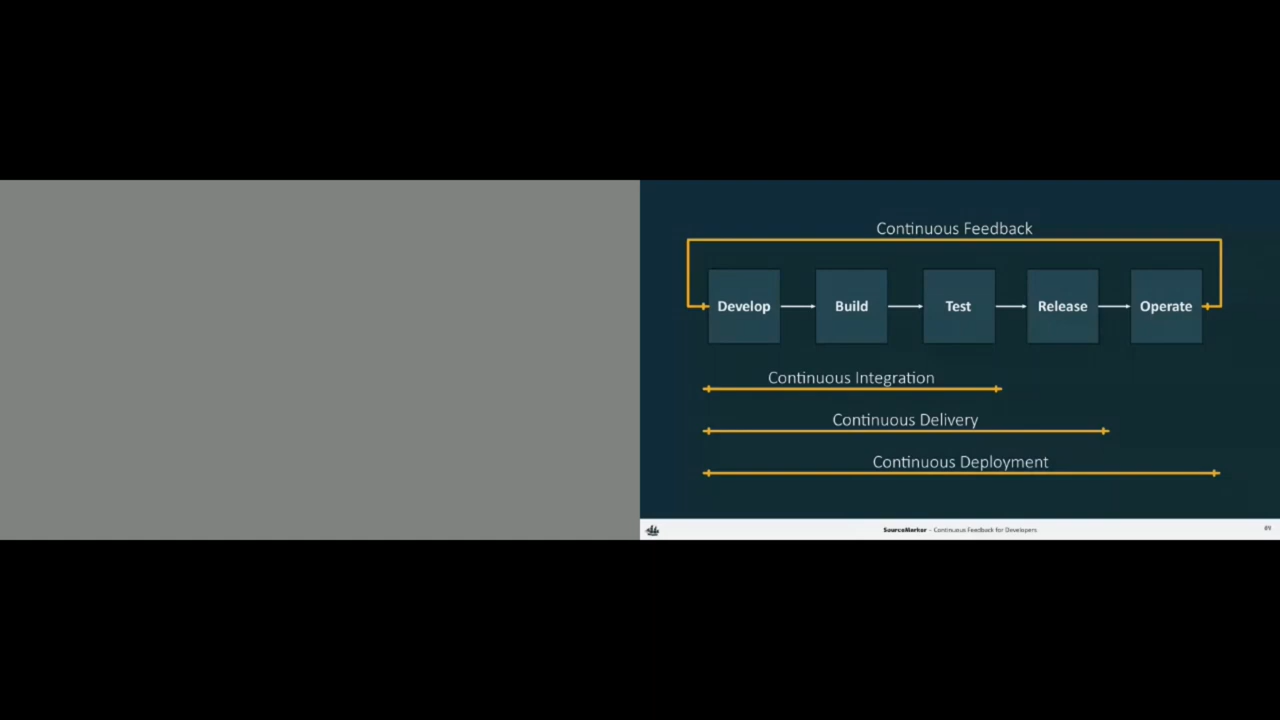 Continuous Feedback
Develop Build Test Release Operate
Continuous Integration
Continuous Delivery
Continuous Deployment
SourceMarker - Continuous Feedback for Developers